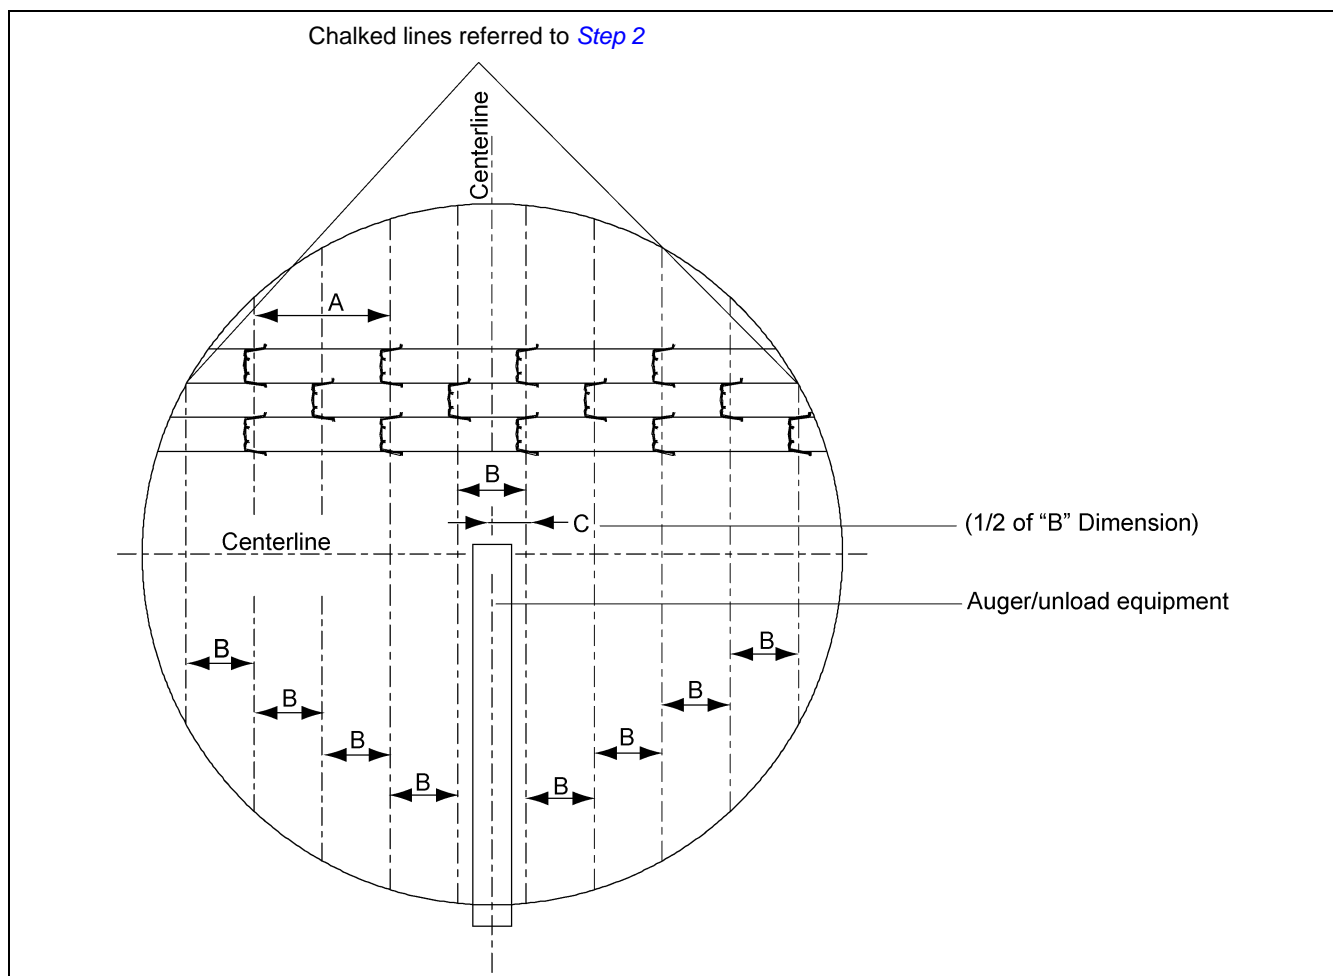 Chalked lines referred to Step 2
Centerline
A
B
C
(1/2 of “B” Dimension)
Centerline
Auger/unload equipment
B
B
B
B
B
B
B
B